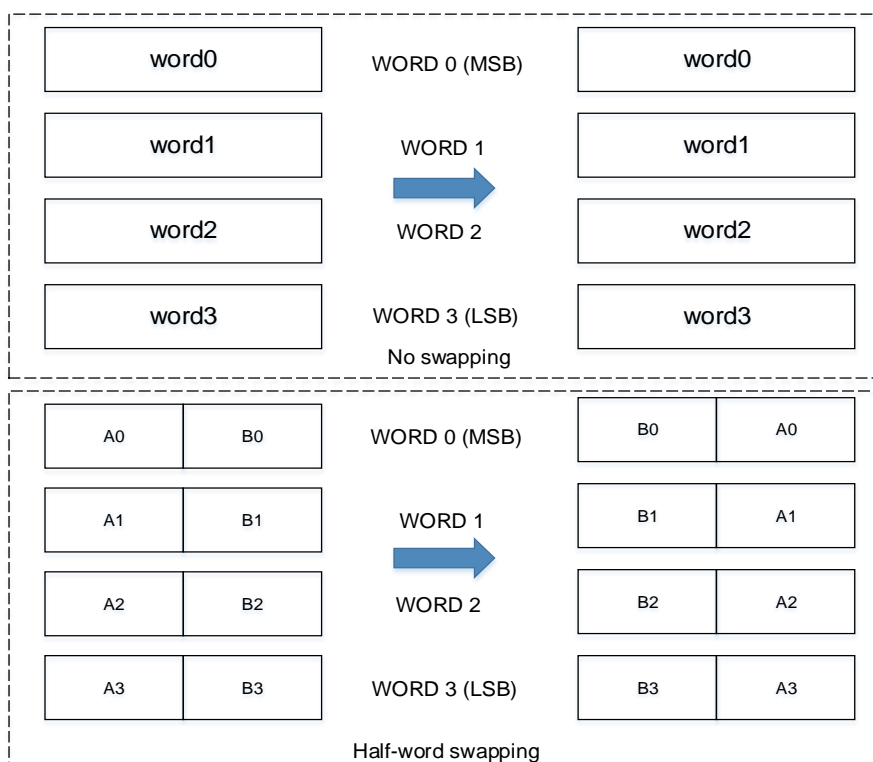 word0 WORD 0 (MSB) word0
word1 WORD 1 word1
word2 WORD 2 word2
word3 WORD 3 (LSB) word3
No swapping
A0 B0 WORD 0 (MSB) B0 A0
A1 B1 WORD 1 B1 A1
A2 B2 WORD 2 B2 A2
A3 B3 WORD 3 (LSB) B3 A3
Half-word swapping